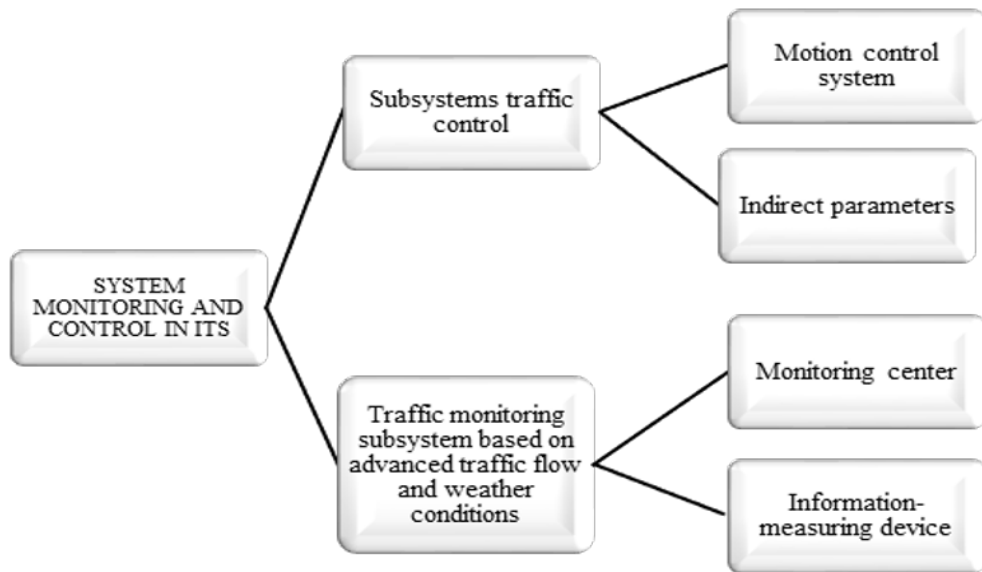 Motion control
system
Subsystems traffic
control
Indirect parameters
SYSTEM
MONITORING AND
CONTROL IN ITS
Monitoring center
Traffic monitoring
subsystem based on
advanced traffic flow
and weather
conditions
Information-
measuring device